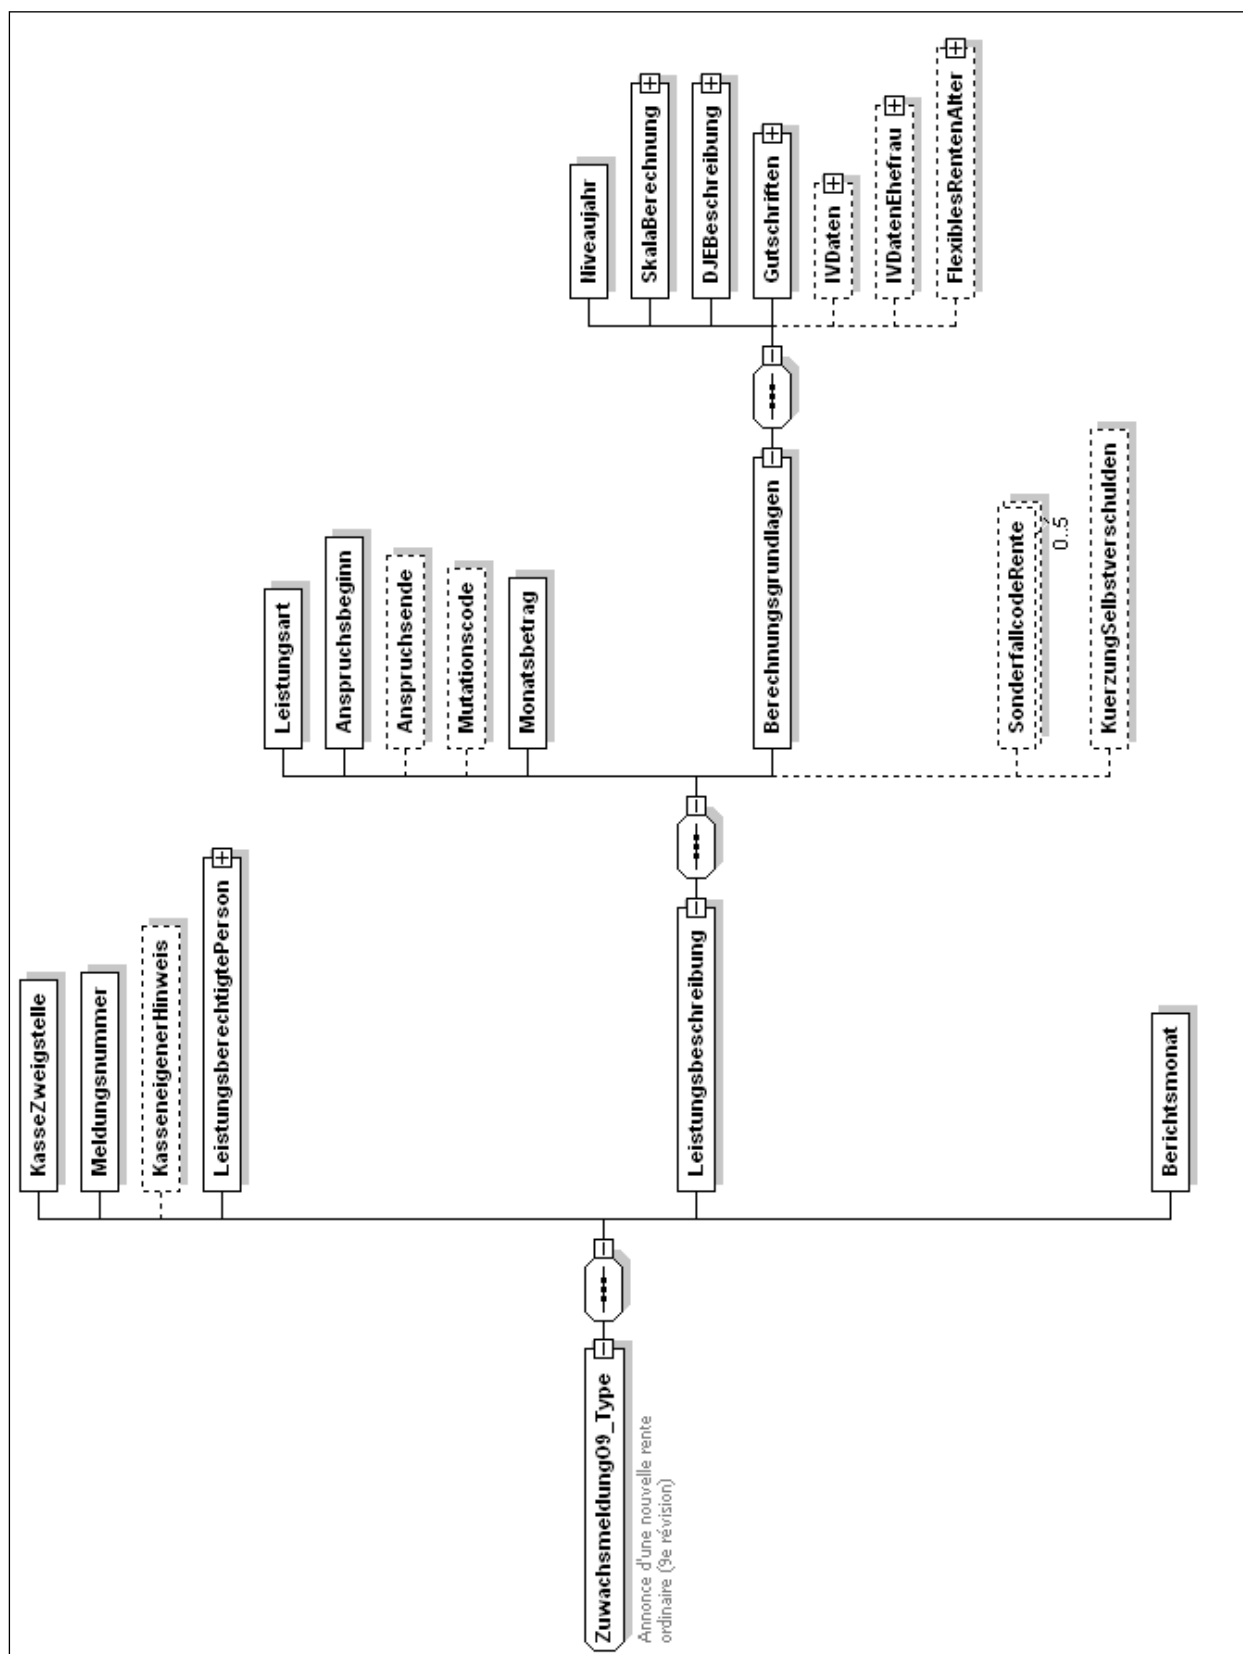 KasseZweigstelle
Meldungsnummer
KasseneigenerHinweis
LeistungsberechtigtePerson
Leistungsart
Anspruchsbeginn
Anspruchsende
Mutationscode
Monatsbetrag
Niveaujahr
SkalaBerechnung
DJEBeschreibung
Gutschriften
IVDaten
IVDatenEhefrau
FlexiblesRentenAlter
Berechnungsgrundlagen
SonderfallcodeRente
0..5
KuerzungSelbstverschulden
Leistungsbeschreibung
Berichtsmonat
ZuwachsmeldungO9_Type
Annonce d'une nouvelle rente
ordinaire (9e révision)